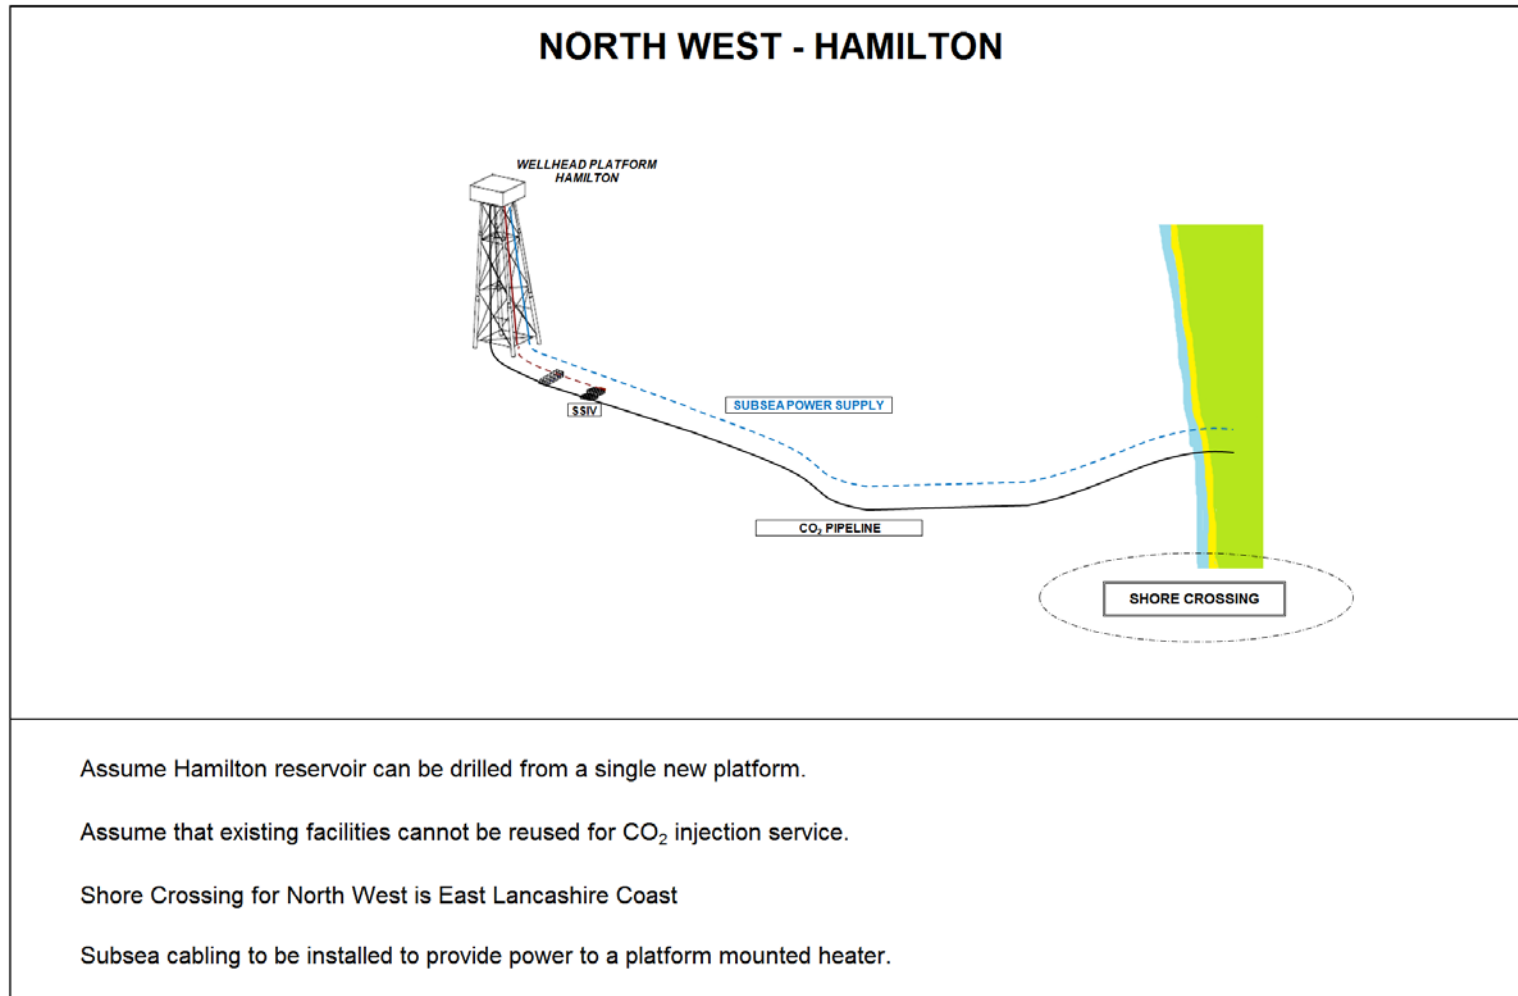 NORTH WEST - HAMILTON
WELLHEAD PLATFORM
HAMILTON
SUBSEA POWER SUPPLY
SSIV
CO₂ PIPELINE
SHORE CROSSING
Assume Hamilton reservoir can be drilled from a single new platform.
Assume that existing facilities cannot be reused for CO₂ injection service.
Shore Crossing for North West is East Lancashire Coast
Subsea cabling to be installed to provide power to a platform mounted heater.